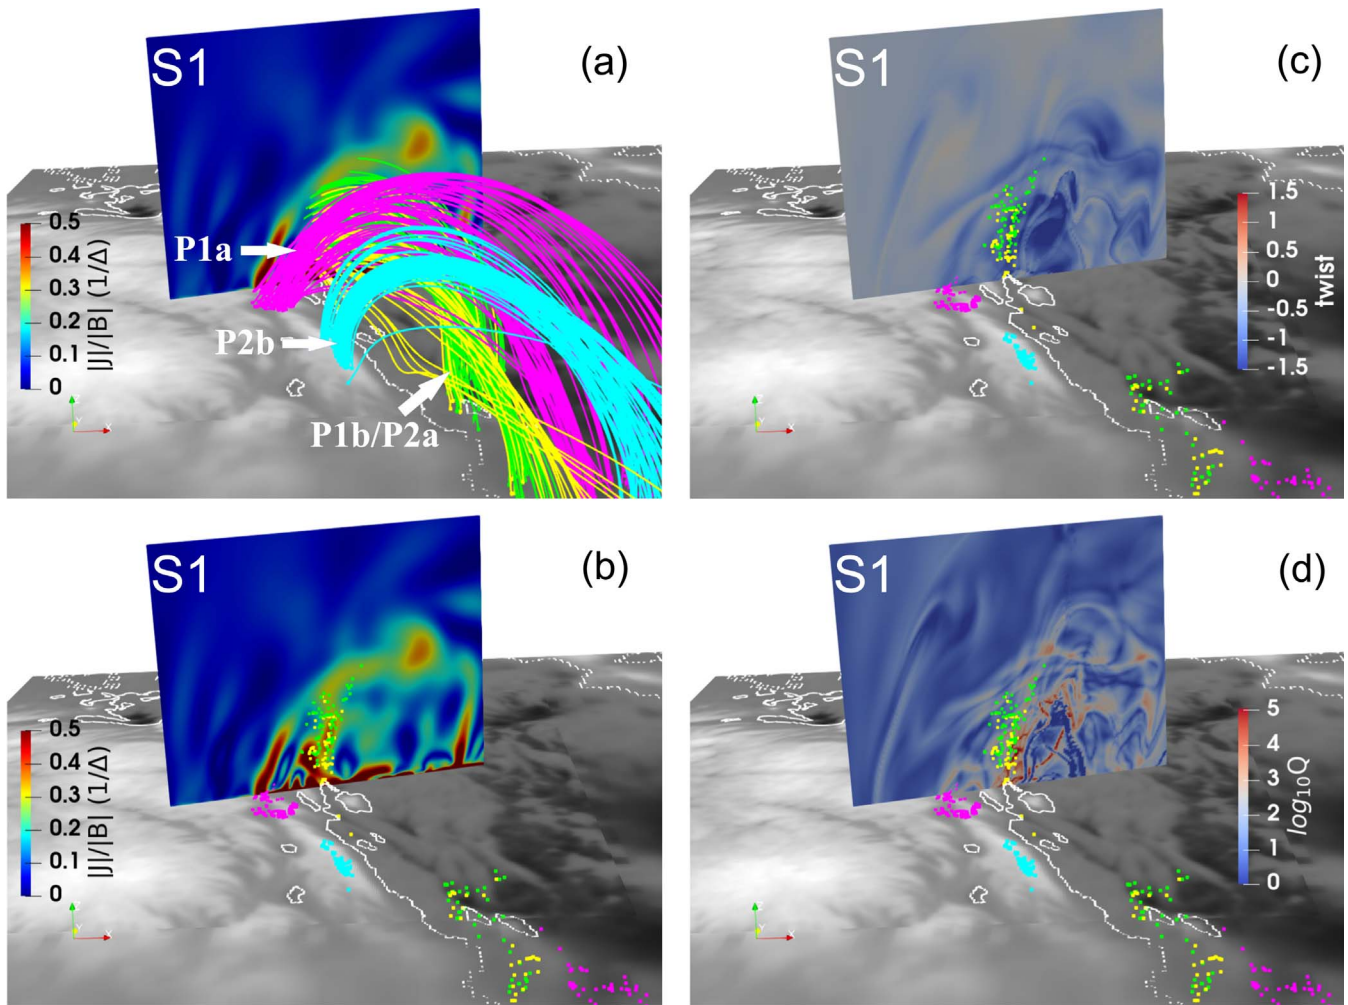 S1
(a)
P1a
P2b
P1b/P2a
0.5
0.4
0.3
0.2
0.1
0
|J|/|B| (1/Δ)
Z
Y
X
S1
(c)
1.5
1
0.5
0
-0.5
-1
-1.5
twist
Z
Y
X
S1
(b)
0.5
0.4
0.3
0.2
0.1
0
|J|/|B| (1/Δ)
Z
Y
X
S1
(d)
5
4
3
2
1
0
log₁₀Q
Z
Y
X